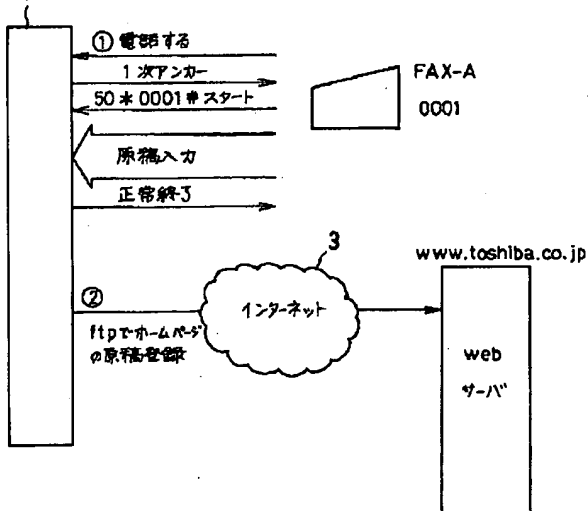 ① 電話する
1次アンカー
50*0001#スタート
原稿入力
正常終了
FAX-A
0001
②
ftpでホームページ
の原稿登録
3
インターネット
www.toshiba.co.jp
web
サーバ